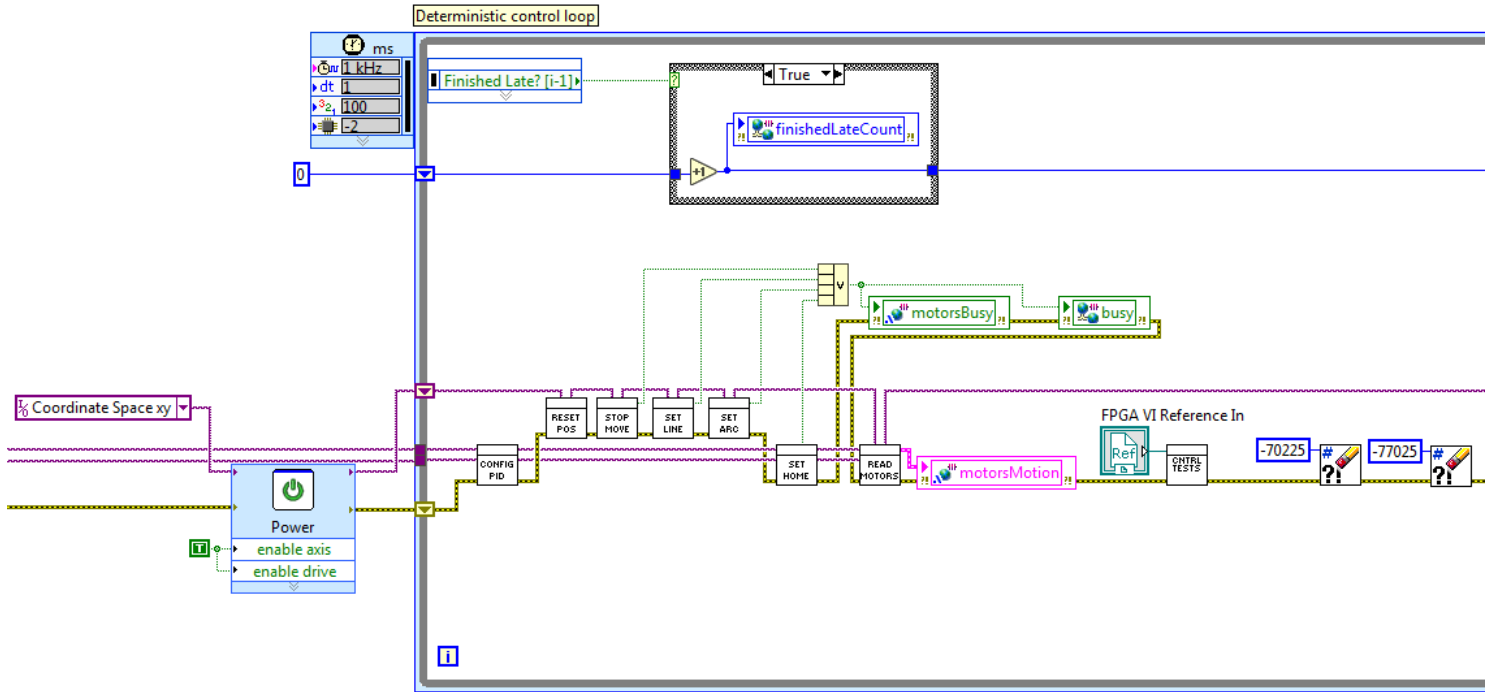 Deterministic control loop
ms
1 kHz
dt 1
321 100
-2
Finished Late? [i-1]
?
True
finishedLateCount
?!
?!
+1
0
V
motorsBusy
?!
?!
busy
?!
?!
I/O Coordinate Space xy
RESET
POS
STOP
MOVE
SET
LINE
SET
ARC
CONFIG
PID
SET
HOME
READ
MOTORS
motorsMotion
?!
?!
FPGA VI Reference In
Ref
CNTRL
TESTS
-70225
#
?!
-77025
#
?!
Power
T
enable axis
enable drive
i